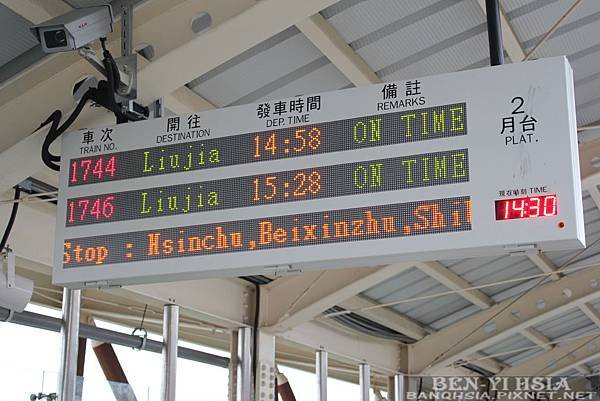 車次 開往 發車時間 備註
TRAIN NO. DESTINATION DEP. TIME REMARKS
2
月台
PLAT.
1744 Liujia 14:58 ON TIME
1746 Liujia 15:28 ON TIME
現在時刻 TIME
14:30
Stop : Hsinchu,Beixinzhu,Shi
BEN-YI HSIA
BANQHSIA.PIXNET.NET